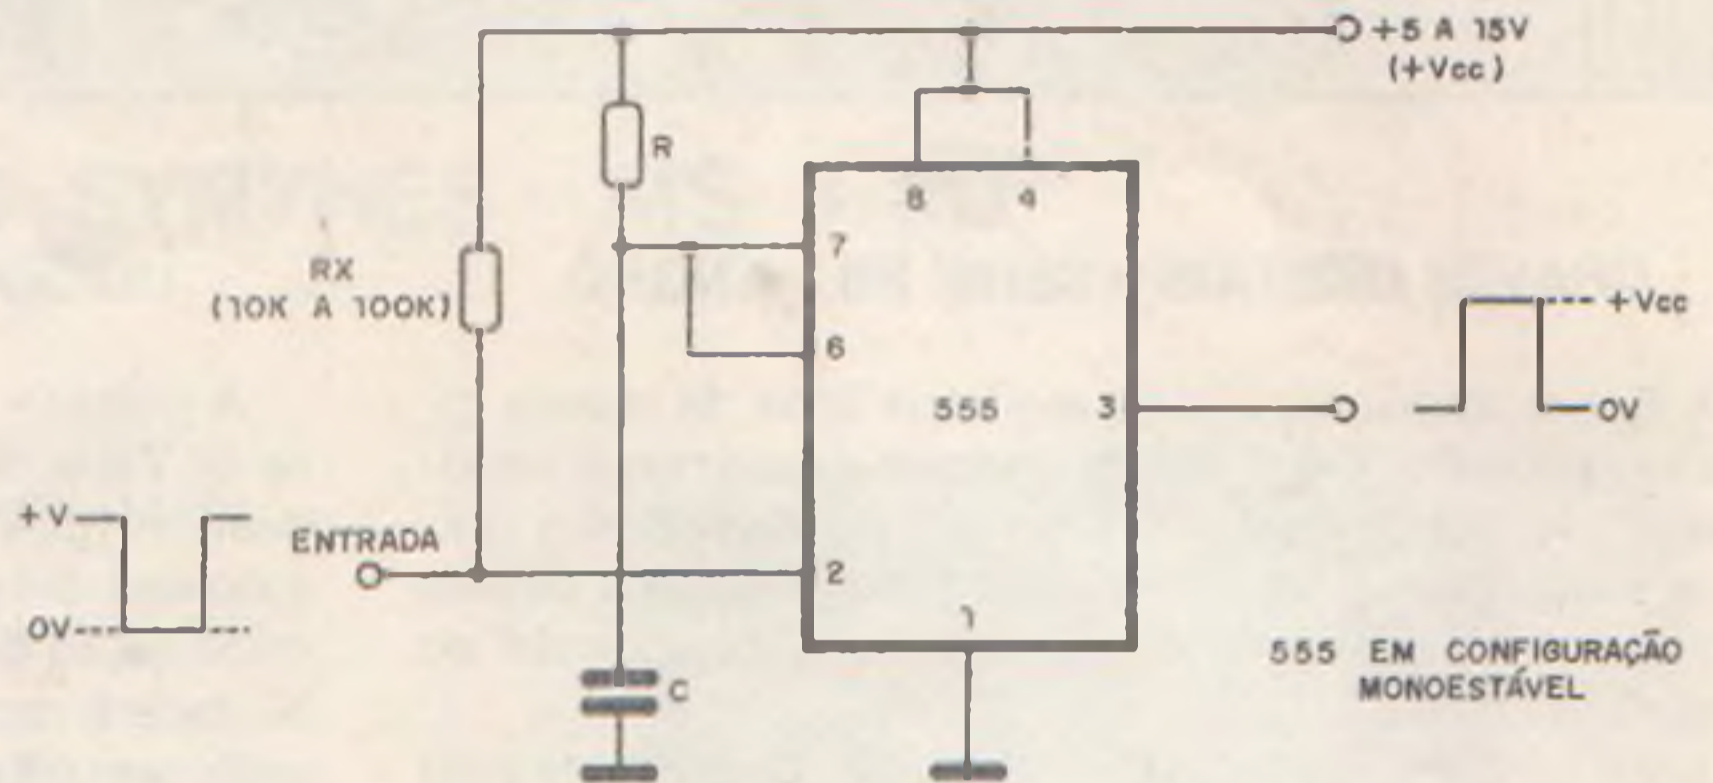 +5 A 15V
(+Vcc)
R
8 4
7
RX
(10K A 100K)
6
+Vcc
555 3
0V
+V
ENTRADA
2
0V
1
555 EM CONFIGURAÇÃO
MONOESTÁVEL
C